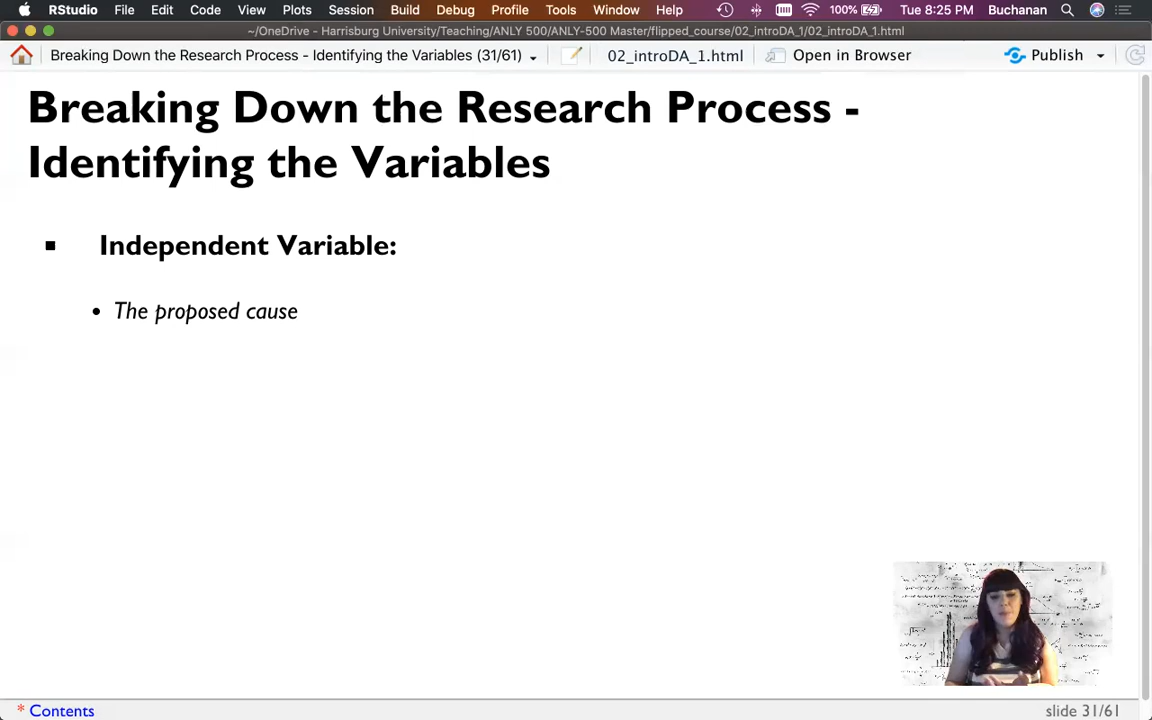 RStudio File Edit Code View Plots Session Build Debug Profile Tools Window Help 100% Tue 8:25 PM Buchanan
~/OneDrive - Harrisburg University/Teaching/ANLY 500/ANLY-500 Master/flipped_course/02_introDA_1/02_introDA_1.html
Breaking Down the Research Process - Identifying the Variables (31/61) 02_introDA_1.html Open in Browser Publish
Breaking Down the Research Process -
Identifying the Variables
Independent Variable:
The proposed cause
* Contents
slide 31/61